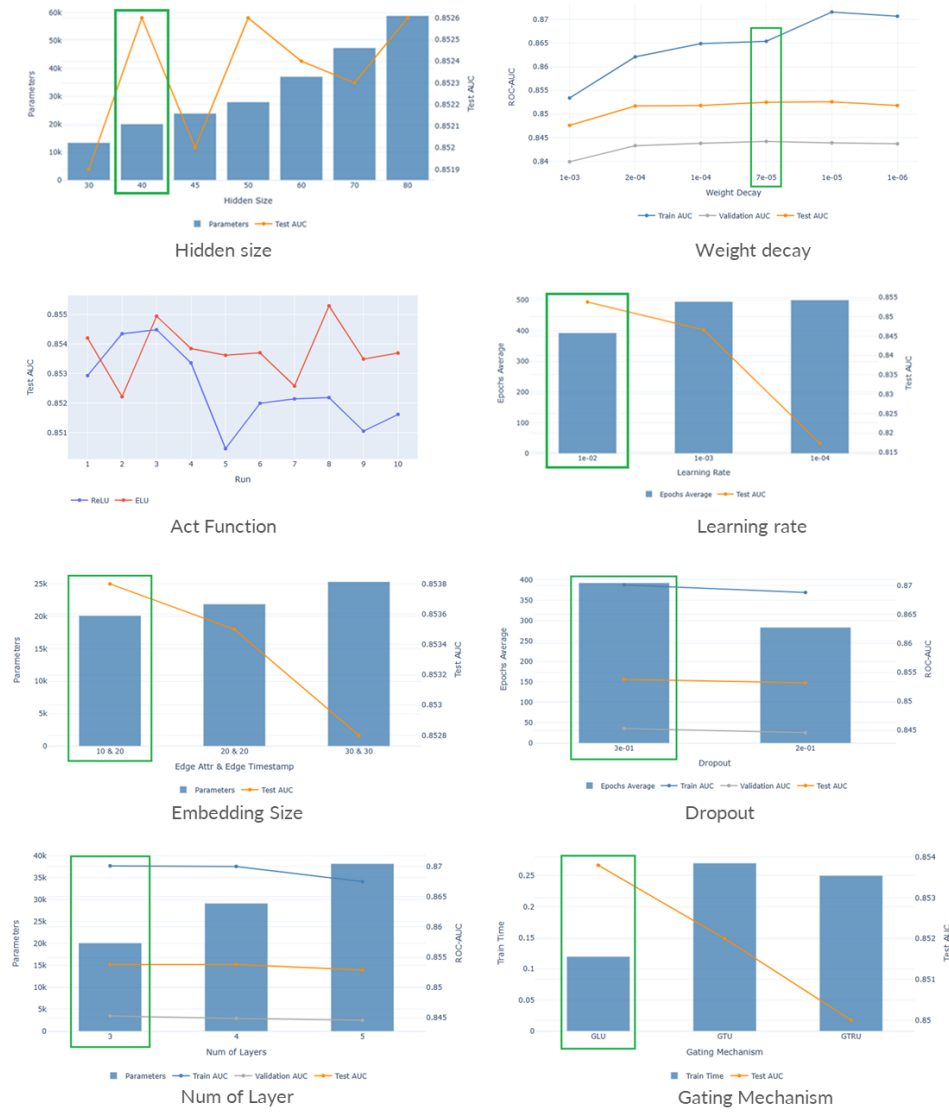 60k
50k
40k
30k
20k
10k
0
Parameters
0.8526
0.8525
0.8524
0.8523
0.8522
0.8521
0.852
0.8519
Test AUC
30 40 45 50 60 70 80
Hidden Size
Parameters Test AUC
Hidden size
0.87
0.865
0.86
0.855
0.85
0.845
0.84
ROC-AUC
1e-03 2e-04 1e-04 7e-05 1e-05 1e-06
Weight Decay
Train AUC Validation AUC Test AUC
Weight decay
0.855
0.854
0.853
0.852
0.851
Test AUC
1 2 3 4 5 6 7 8 9 10
Run
ReLU ELU
Act Function
500
400
300
200
100
0
Epochs Average
0.855
0.85
0.845
0.84
0.835
0.83
0.825
0.82
0.815
Test AUC
1e-02 1e-03 1e-04
Learning Rate
Epochs Average Test AUC
Learning rate
25k
20k
15k
10k
5k
0
Parameters
0.8538
0.8536
0.8534
0.8532
0.853
0.8528
Test AUC
10 & 20 20 & 20 30 & 30
Edge Attr & Edge Timestamp
Parameters Test AUC
Embedding Size
400
350
300
250
200
150
100
50
0
Epochs Average
0.87
0.865
0.86
0.855
0.85
0.845
ROC-AUC
3e-01 2e-01
Dropout
Epochs Average Train AUC Validation AUC Test AUC
Dropout
40k
35k
30k
25k
20k
15k
10k
5k
0
Parameters
0.87
0.865
0.86
0.855
0.85
0.845
ROC-AUC
3 4 5
Num of Layers
Parameters Train AUC Validation AUC Test AUC
Num of Layer
0.25
0.2
0.15
0.1
0.05
0
Train Time
0.854
0.853
0.852
0.851
0.85
Test AUC
GLU GTU GTRU
Gating Mechanism
Train Time Test AUC
Gating Mechanism